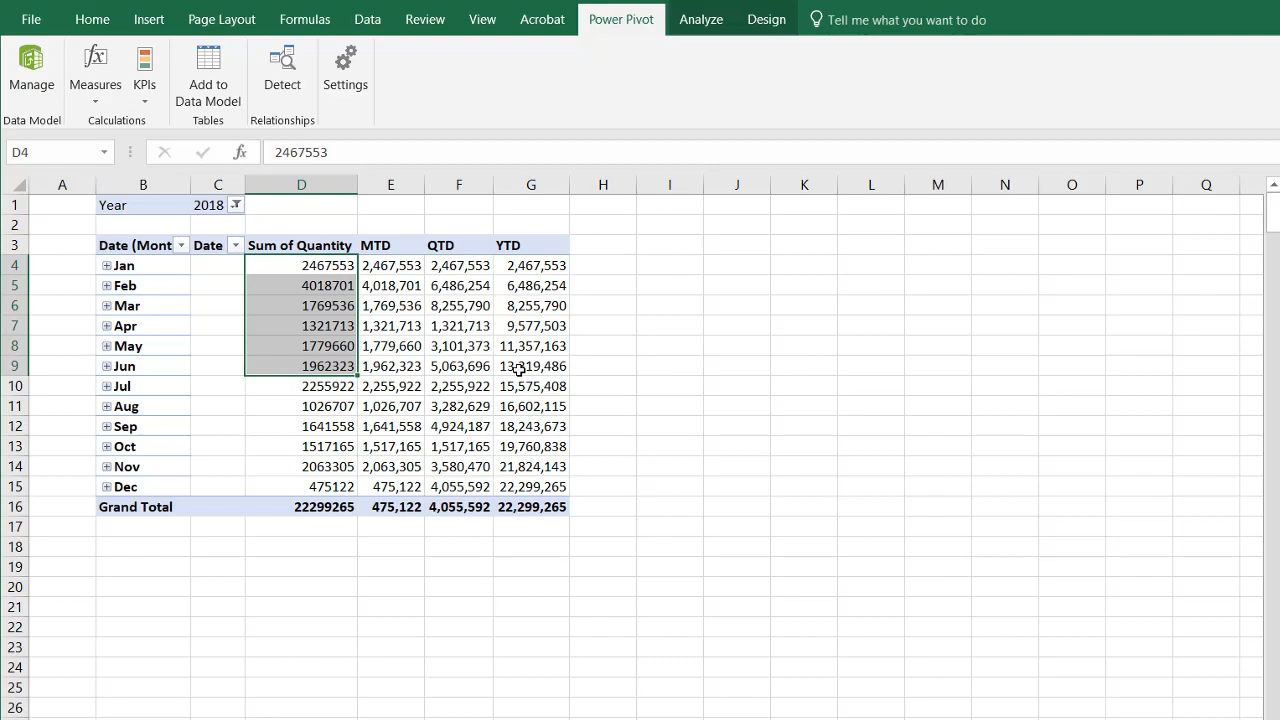 File Home Insert Page Layout Formulas Data Review View Acrobat Power Pivot Analyze Design Tell me what you want to do
Manage Measures KPIs Add to Data Model Detect Settings
Data Model Calculations Tables Relationships
D4 fx 2467553
A B C D E F G H I J K L M N O P Q
1 Year 2018
2
3 Date (Mont Date Sum of Quantity MTD QTD YTD
4 Jan 2467553 2,467,553 2,467,553 2,467,553
5 Feb 4018701 4,018,701 6,486,254 6,486,254
6 Mar 1769536 1,769,536 8,255,790 8,255,790
7 Apr 1321713 1,321,713 1,321,713 9,577,503
8 May 1779660 1,779,660 3,101,373 11,357,163
9 Jun 1962323 1,962,323 5,063,696 13,319,486
10 Jul 2255922 2,255,922 2,255,922 15,575,408
11 Aug 1026707 1,026,707 3,282,629 16,602,115
12 Sep 1641558 1,641,558 4,924,187 18,243,673
13 Oct 1517165 1,517,165 1,517,165 19,760,838
14 Nov 2063305 2,063,305 3,580,470 21,824,143
15 Dec 475122 475,122 4,055,592 22,299,265
16 Grand Total 22299265 475,122 4,055,592 22,299,265
17
18
19
20
21
22
23
24
25
26